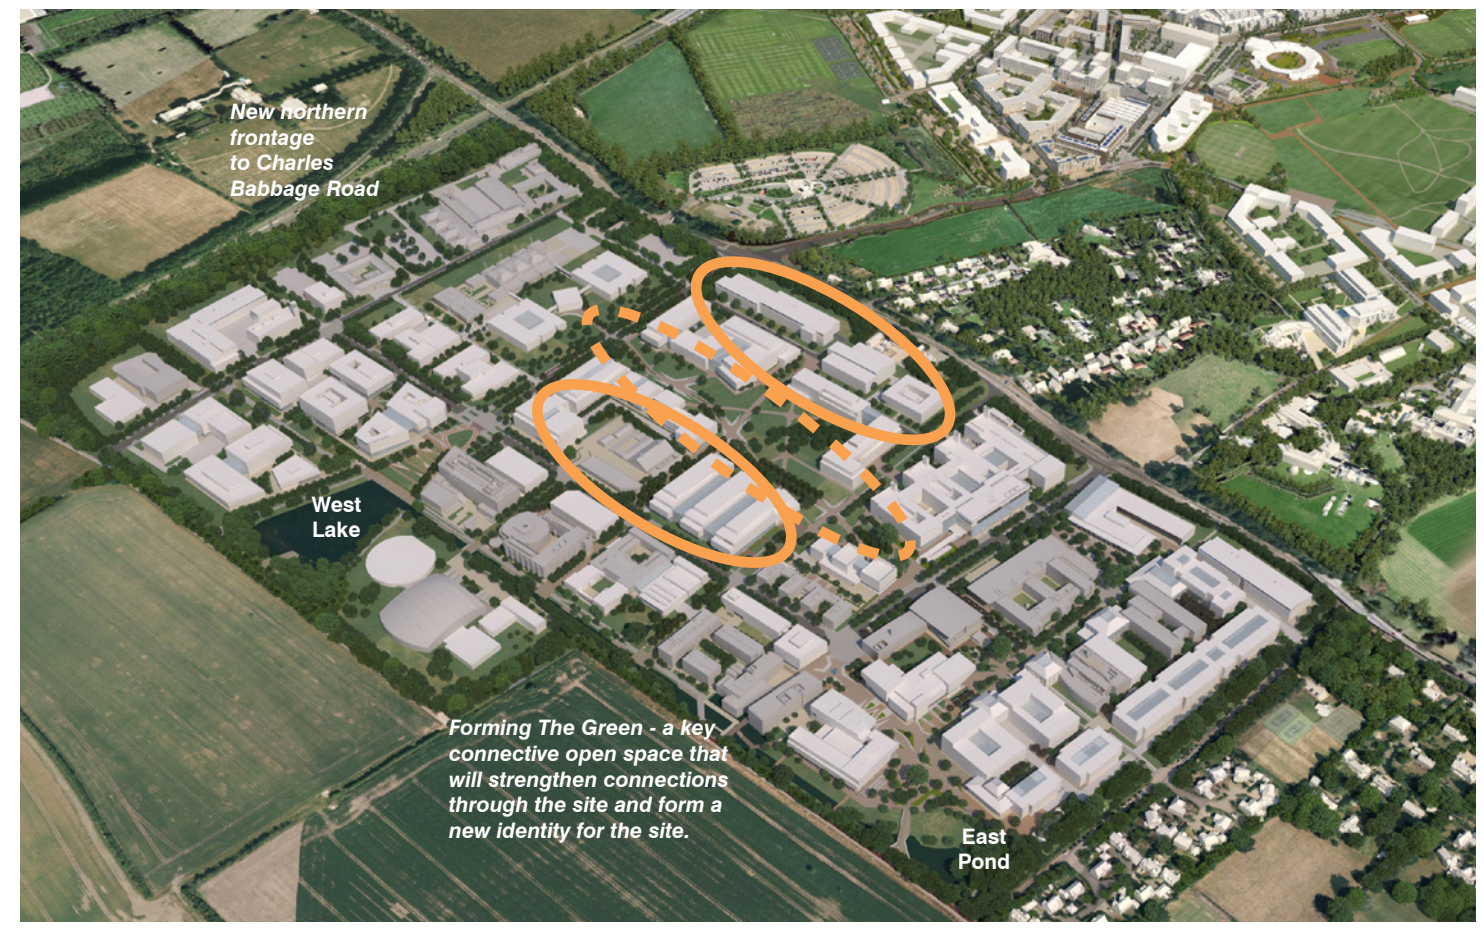 New northern
frontage
to Charles
Babbage Road
West
Lake
Forming The Green - a key
connective open space that
will strengthen connections
through the site and form a
new identity for the site.
East
Pond